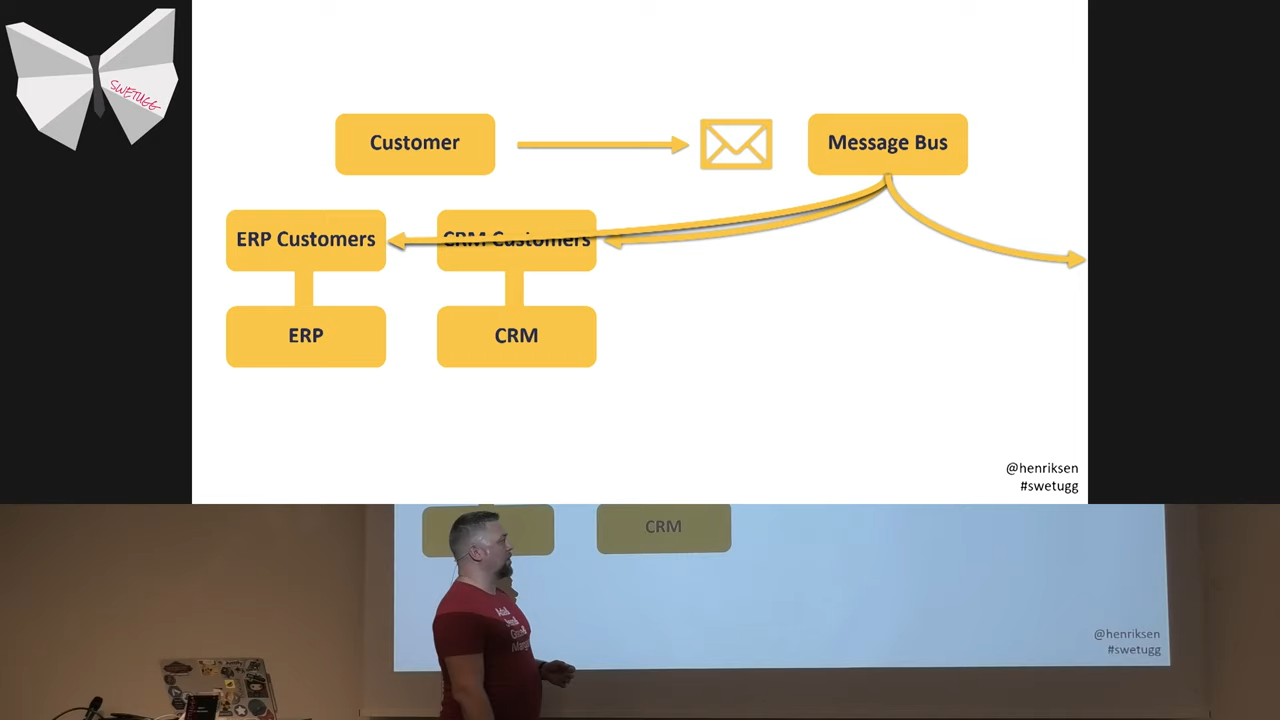 SWETUGG
Customer
Message Bus
ERP Customers
CRM Customers
ERP
CRM
@henriksen
#swetugg
CRM
@henriksen
#swetugg